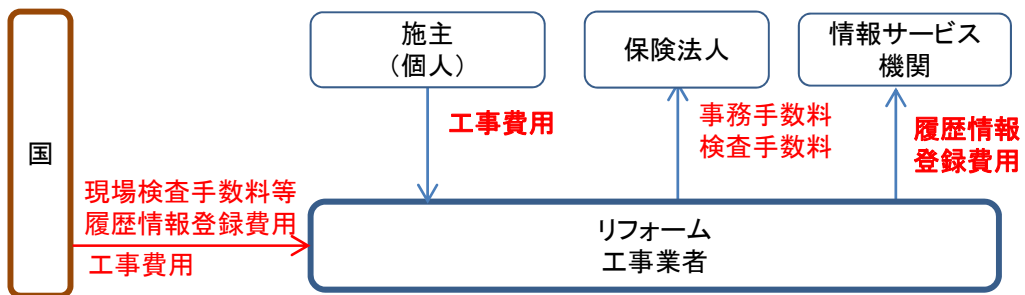 国
施主
（個人）
保険法人
情報サービス
機関
工事費用
事務手数料
検査手数料
履歴情報
登録費用
現場検査手数料等
履歴情報登録費用
工事費用
リフォーム
工事業者